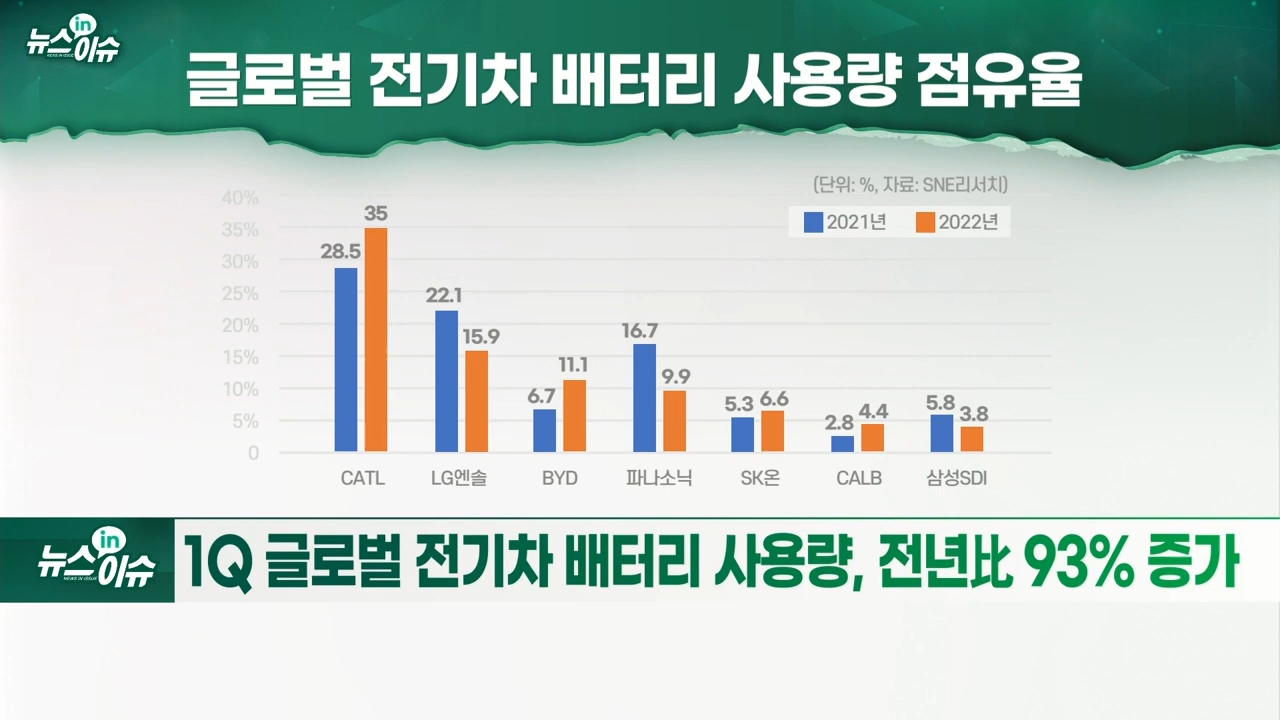 뉴스in이슈
NEWS IN ISSUE
글로벌 전기차 배터리 사용량 점유율
(단위: %, 자료: SNE리서치)
2021년 2022년
40%
35%
30%
25%
20%
15%
10%
5%
0
28.5 35
22.1 15.9
6.7 11.1
16.7 9.9
5.3 6.6
2.8 4.4
5.8 3.8
CATL LG엔솔 BYD 파나소닉 SK온 CALB 삼성SDI
뉴스in이슈
NEWS IN ISSUE
1Q 글로벌 전기차 배터리 사용량, 전년比 93% 증가